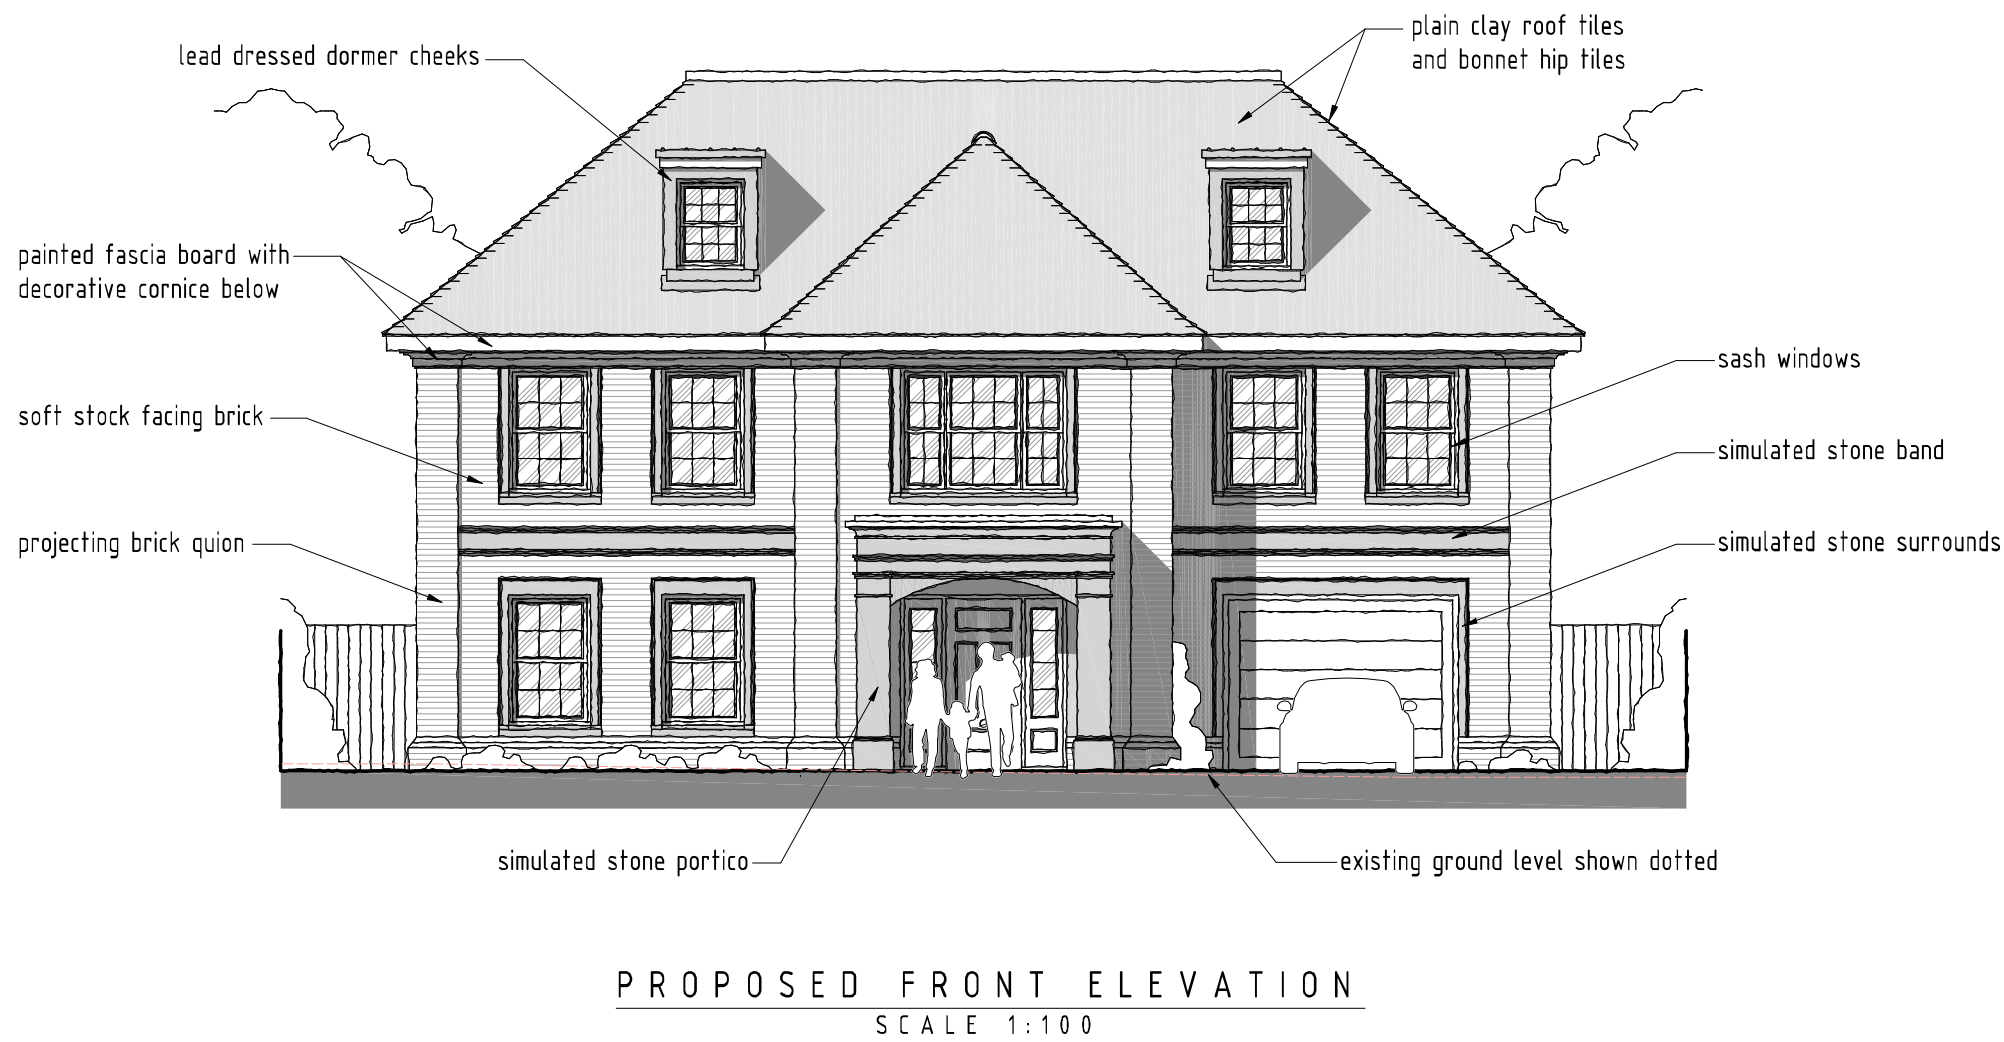 plain clay roof tiles
and bonnet hip tiles
lead dressed dormer cheeks
painted fascia board with
decorative cornice below
sash windows
soft stock facing brick
simulated stone band
projecting brick quion
simulated stone surrounds
simulated stone portico
existing ground level shown dotted
PROPOSED FRONT ELEVATION
SCALE 1:100